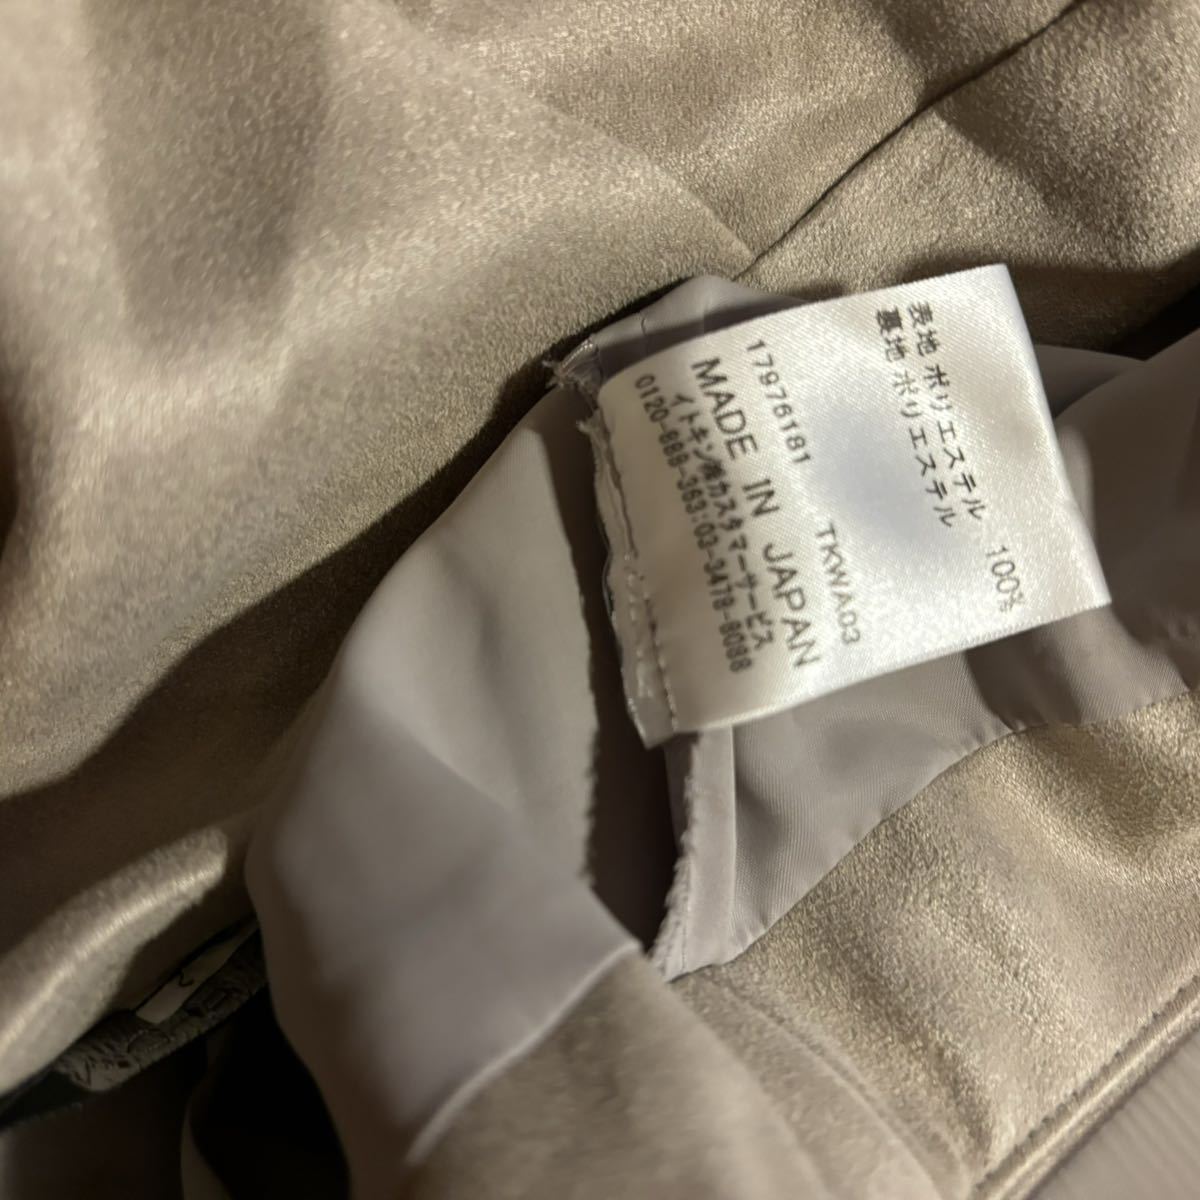 表地 ポリエステル 100%
裏地 ポリエステル
17976181 TKWA03
MADE IN JAPAN
イトキン㈱カスタマーサービス
0120-888-363:03-3478-8088